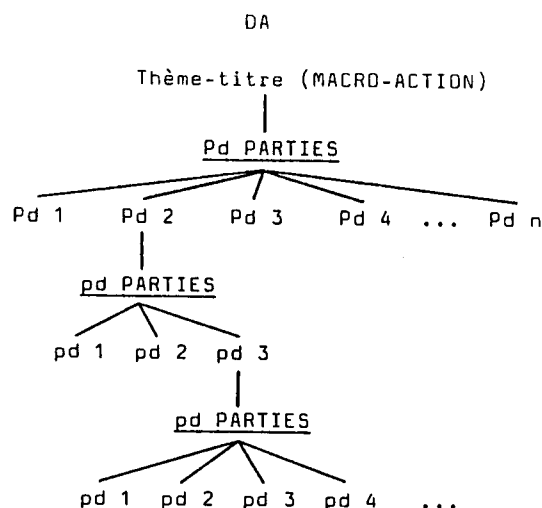 DA
Thème-titre (MACRO-ACTION)
Pd PARTIES
Pd 1 Pd 2 Pd 3 Pd 4 ... Pd n
pd PARTIES
pd 1 pd 2 pd 3
pd PARTIES
pd 1 pd 2 pd 3 pd 4 ...